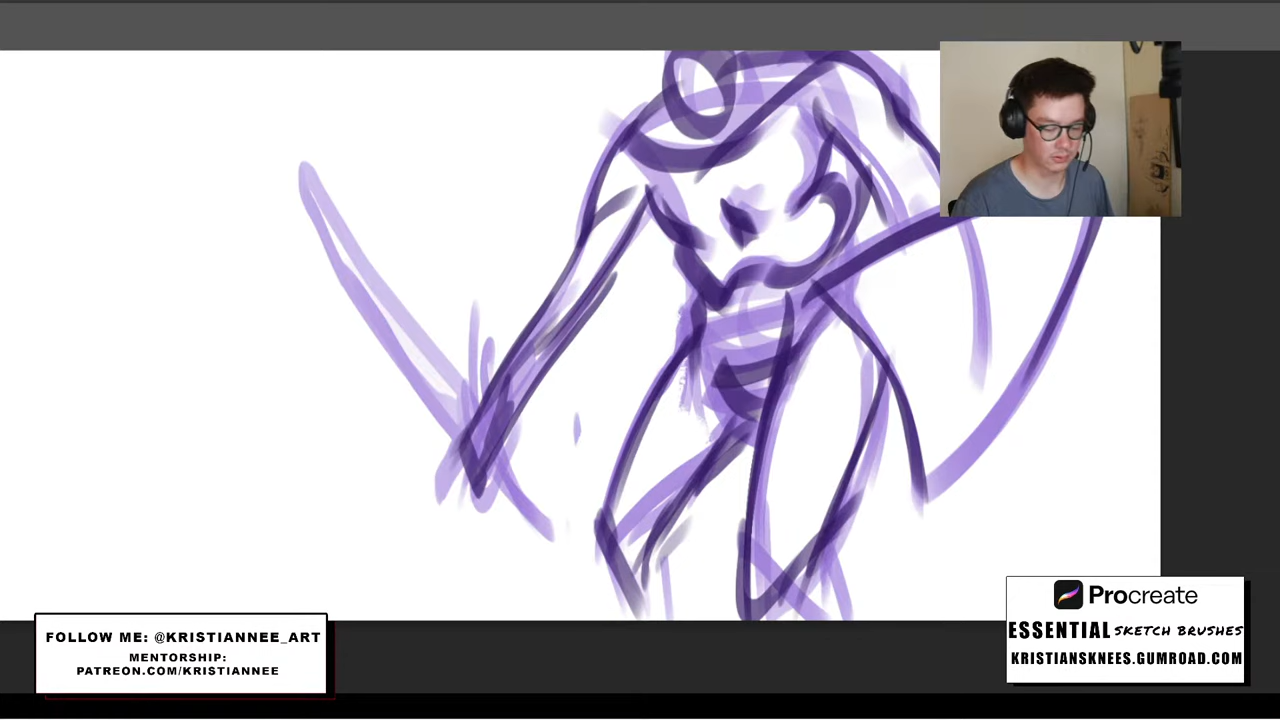 FOLLOW ME: @KRISTIANNEE_ART
MENTORSHIP:
PATREON.COM/KRISTIANNEE
Procreate
ESSENTIAL SKETCH BRUSHES
KRISTIANSKNEES.GUMROAD.COM